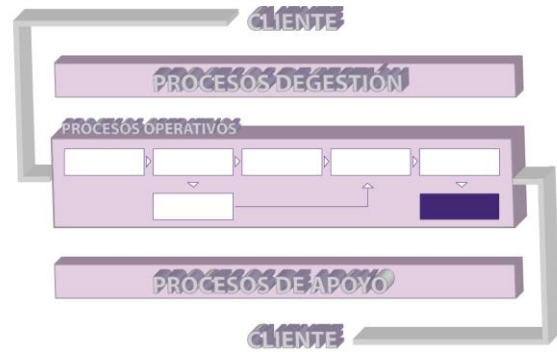 CLIENTE
PROCESOS DEGESTIÓN
PROCESOS OPERATIVOS
PROCESOS DE APOYO
CLIENTE